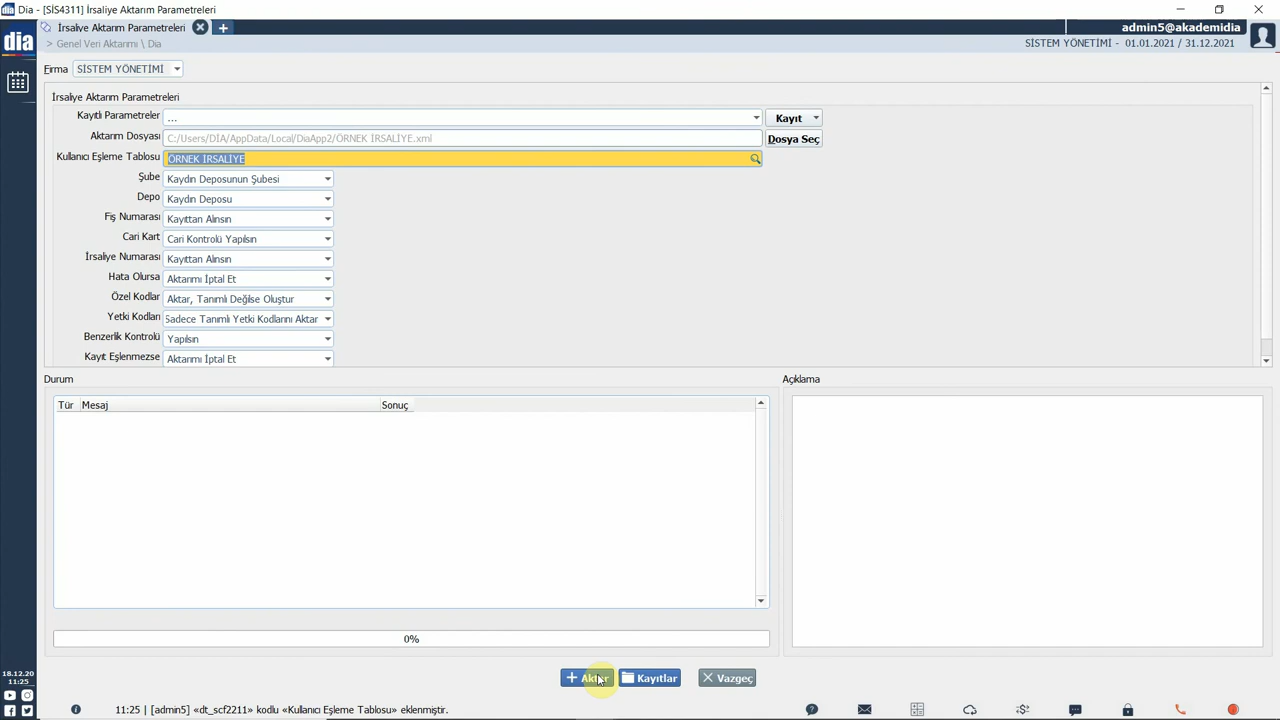 Dia - [SİS4311] İrsaliye Aktarım Parametreleri
dia
İrsaliye Aktarım Parametreleri
admin5@akademidia
> Genel Veri Aktarımı \ Dia
SİSTEM YÖNETİMİ - 01.01.2021 / 31.12.2021
Firma SİSTEM YÖNETİMİ
İrsaliye Aktarım Parametreleri
Kayıtlı Parametreler ... Kayıt
Aktarım Dosyası C:/Users/DİA/AppData/Local/DiaApp2/ÖRNEK İRSALİYE.xml Dosya Seç
Kullanıcı Eşleme Tablosu ÖRNEK İRSALİYE
Şube Kaydın Deposunun Şubesi
Depo Kaydın Deposu
Fiş Numarası Kayıttan Alınsın
Cari Kart Cari Kontrolü Yapılsın
İrsaliye Numarası Kayıttan Alınsın
Hata Olursa Aktarımı İptal Et
Özel Kodlar Aktar, Tanımlı Değilse Oluştur
Yetki Kodları Sadece Tanımlı Yetki Kodlarını Aktar
Benzerlik Kontrolü Yapılsın
Kayıt Eşlenmezse Aktarımı İptal Et
Durum
Açıklama
Tür Mesaj Sonuç
0%
Aktar Kayıtlar Vazgeç
18.12.20
11:25
11:25 | [admin5] «dt_scf2211» kodlu «Kullanıcı Eşleme Tablosu» eklenmiştir.